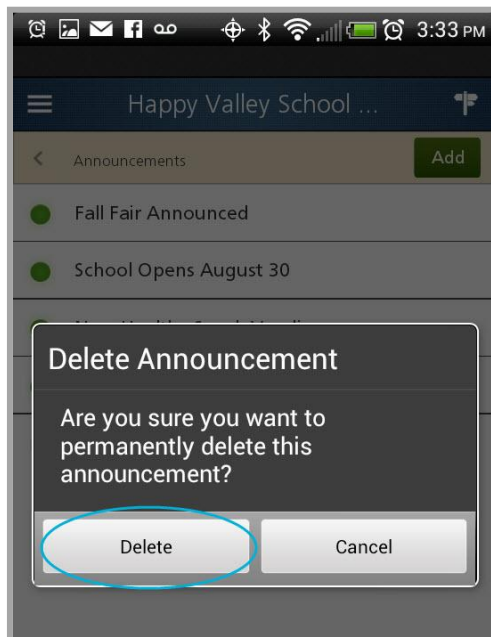 3:33 PM
Happy Valley School ...
Announcements
Add
Fall Fair Announced
School Opens August 30
Delete Announcement
Are you sure you want to
permanently delete this
announcement?
Delete
Cancel